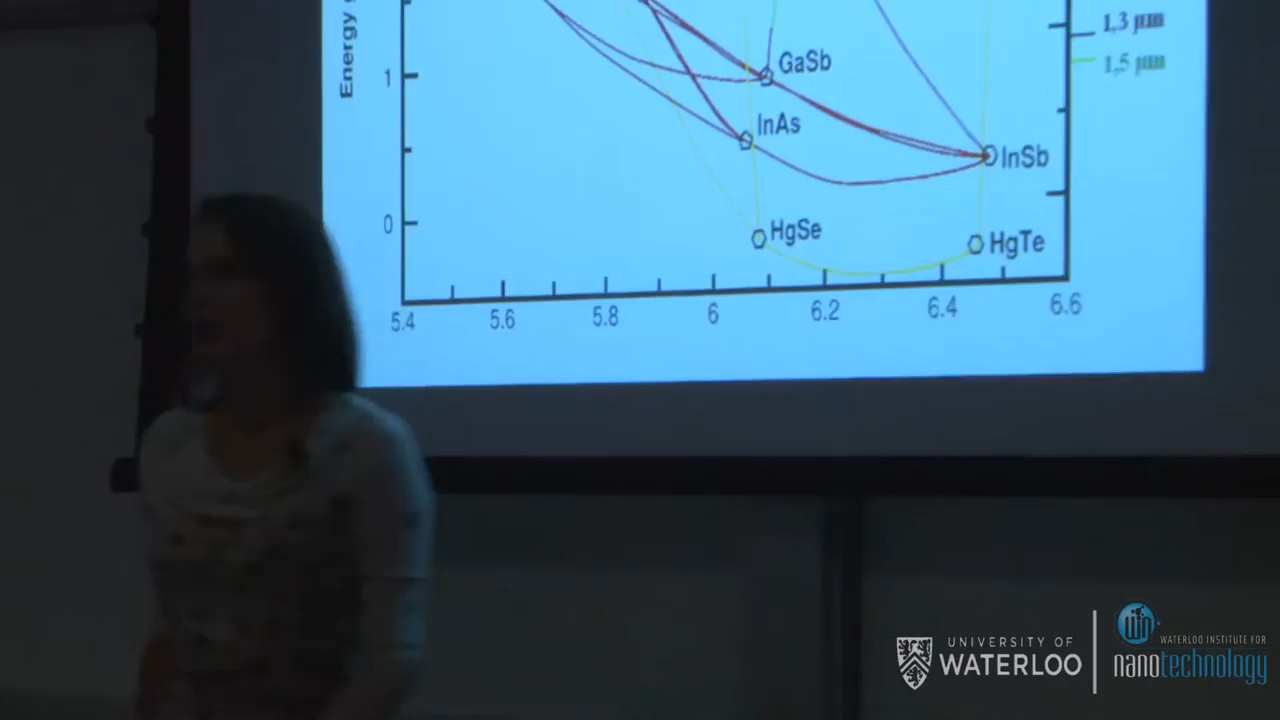 Energy
1,3 µm
1,5 µm
1
GaSb
InAs
InSb
0
HgSe
HgTe
5.4
5.6
5.8
6
6.2
6.4
6.6
UNIVERSITY OF
WATERLOO
WATERLOO INSTITUTE FOR
nanotechnology